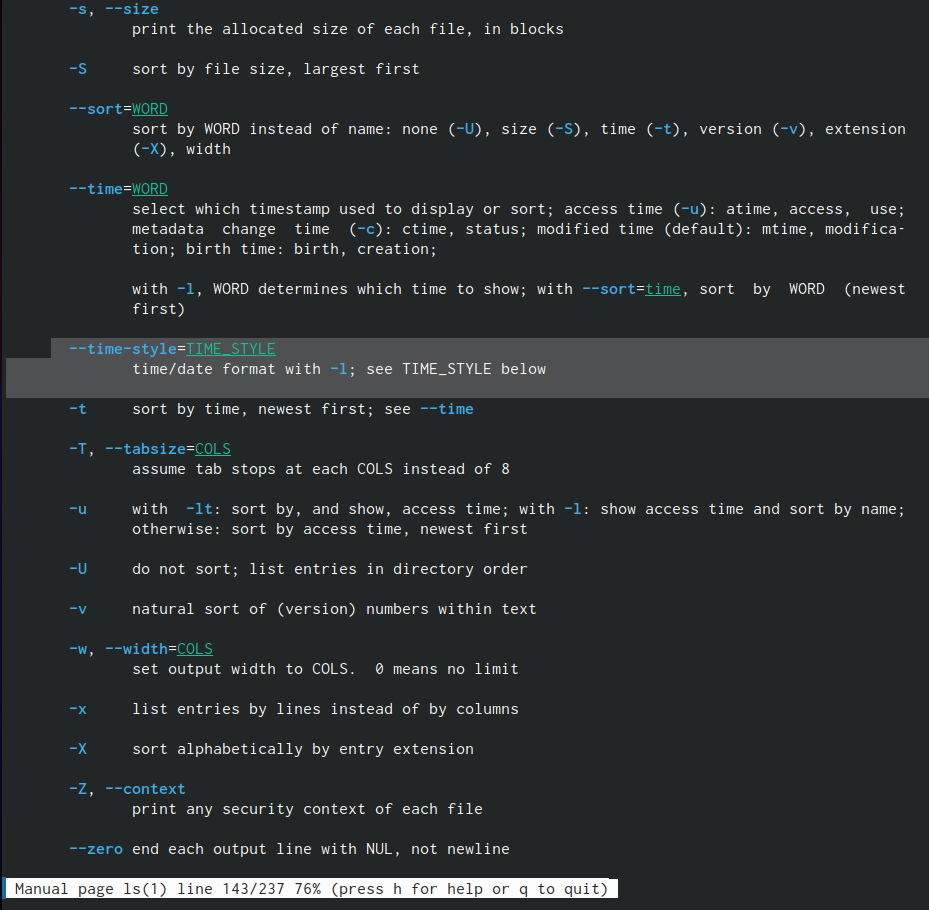 -s, --size
print the allocated size of each file, in blocks
-S     sort by file size, largest first
--sort=WORD
sort by WORD instead of name: none (-U), size (-S), time (-t), version (-v), extension
(-X), width
--time=WORD
select which timestamp used to display or sort; access time (-u): atime, access,  use;
metadata  change  time  (-c): ctime, status; modified time (default): mtime, modifica-
tion; birth time: birth, creation;
with -l, WORD determines which time to show; with --sort=time, sort  by  WORD  (newest
first)
--time-style=TIME_STYLE
time/date format with -l; see TIME_STYLE below
-t     sort by time, newest first; see --time
-T, --tabsize=COLS
assume tab stops at each COLS instead of 8
-u     with  -lt: sort by, and show, access time; with -l: show access time and sort by name;
otherwise: sort by access time, newest first
-U     do not sort; list entries in directory order
-v     natural sort of (version) numbers within text
-w, --width=COLS
set output width to COLS.  0 means no limit
-x     list entries by lines instead of by columns
-X     sort alphabetically by entry extension
-Z, --context
print any security context of each file
--zero end each output line with NUL, not newline
Manual page ls(1) line 143/237 76% (press h for help or q to quit)